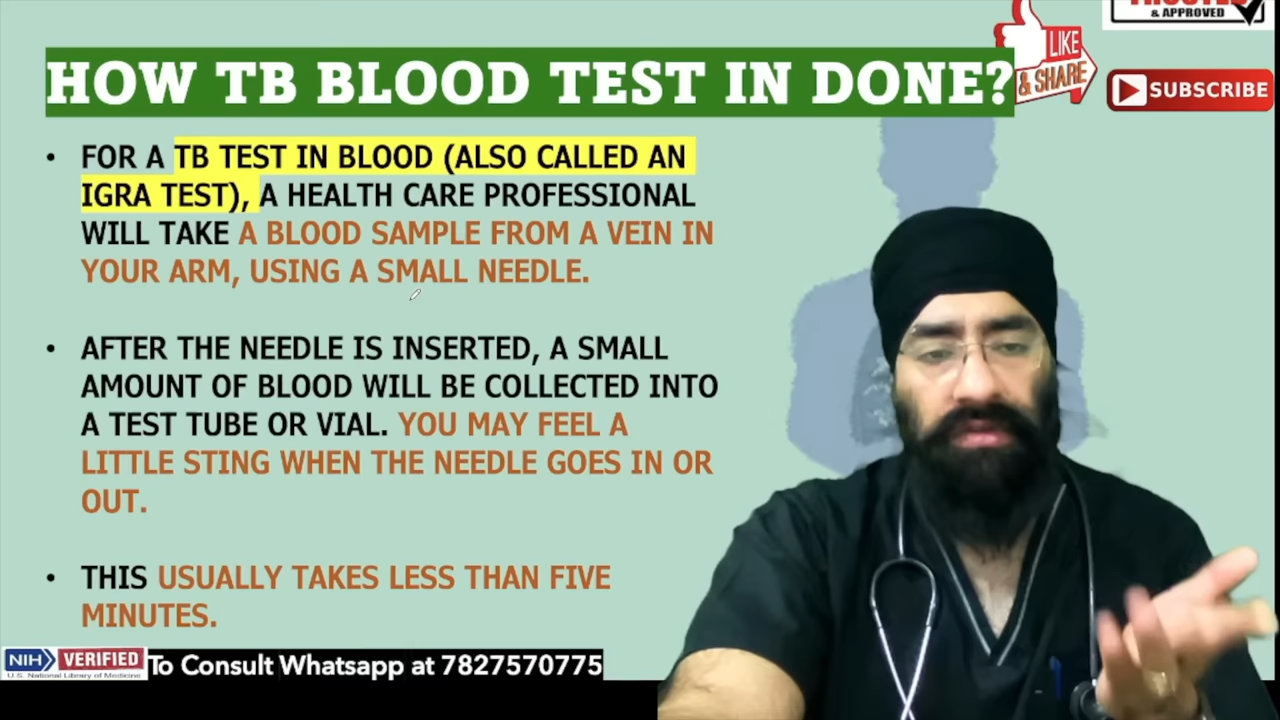 & APPROVED
LIKE
& SHARE
SUBSCRIBE
HOW TB BLOOD TEST IN DONE?
• FOR A TB TEST IN BLOOD (ALSO CALLED AN
IGRA TEST), A HEALTH CARE PROFESSIONAL
WILL TAKE A BLOOD SAMPLE FROM A VEIN IN
YOUR ARM, USING A SMALL NEEDLE.
• AFTER THE NEEDLE IS INSERTED, A SMALL
AMOUNT OF BLOOD WILL BE COLLECTED INTO
A TEST TUBE OR VIAL. YOU MAY FEEL A
LITTLE STING WHEN THE NEEDLE GOES IN OR
OUT.
• THIS USUALLY TAKES LESS THAN FIVE
MINUTES.
NIH VERIFIED
U.S. National Library of Medicine
To Consult Whatsapp at 7827570775